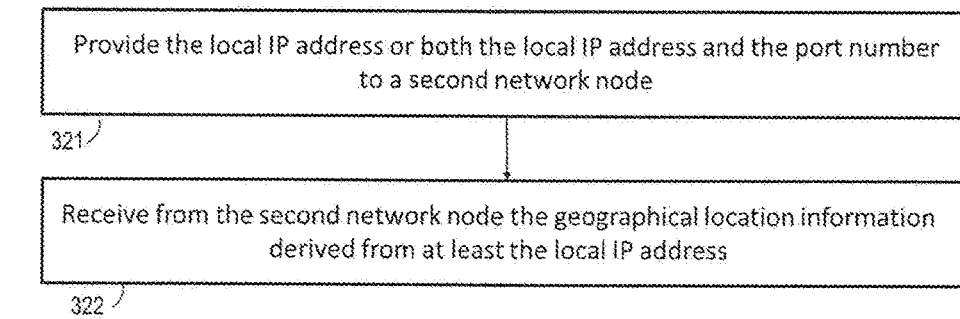 Provide the local IP address or both the local IP address and the port number
to a second network node
321
Receive from the second network node the geographical location information
derived from at least the local IP address
322